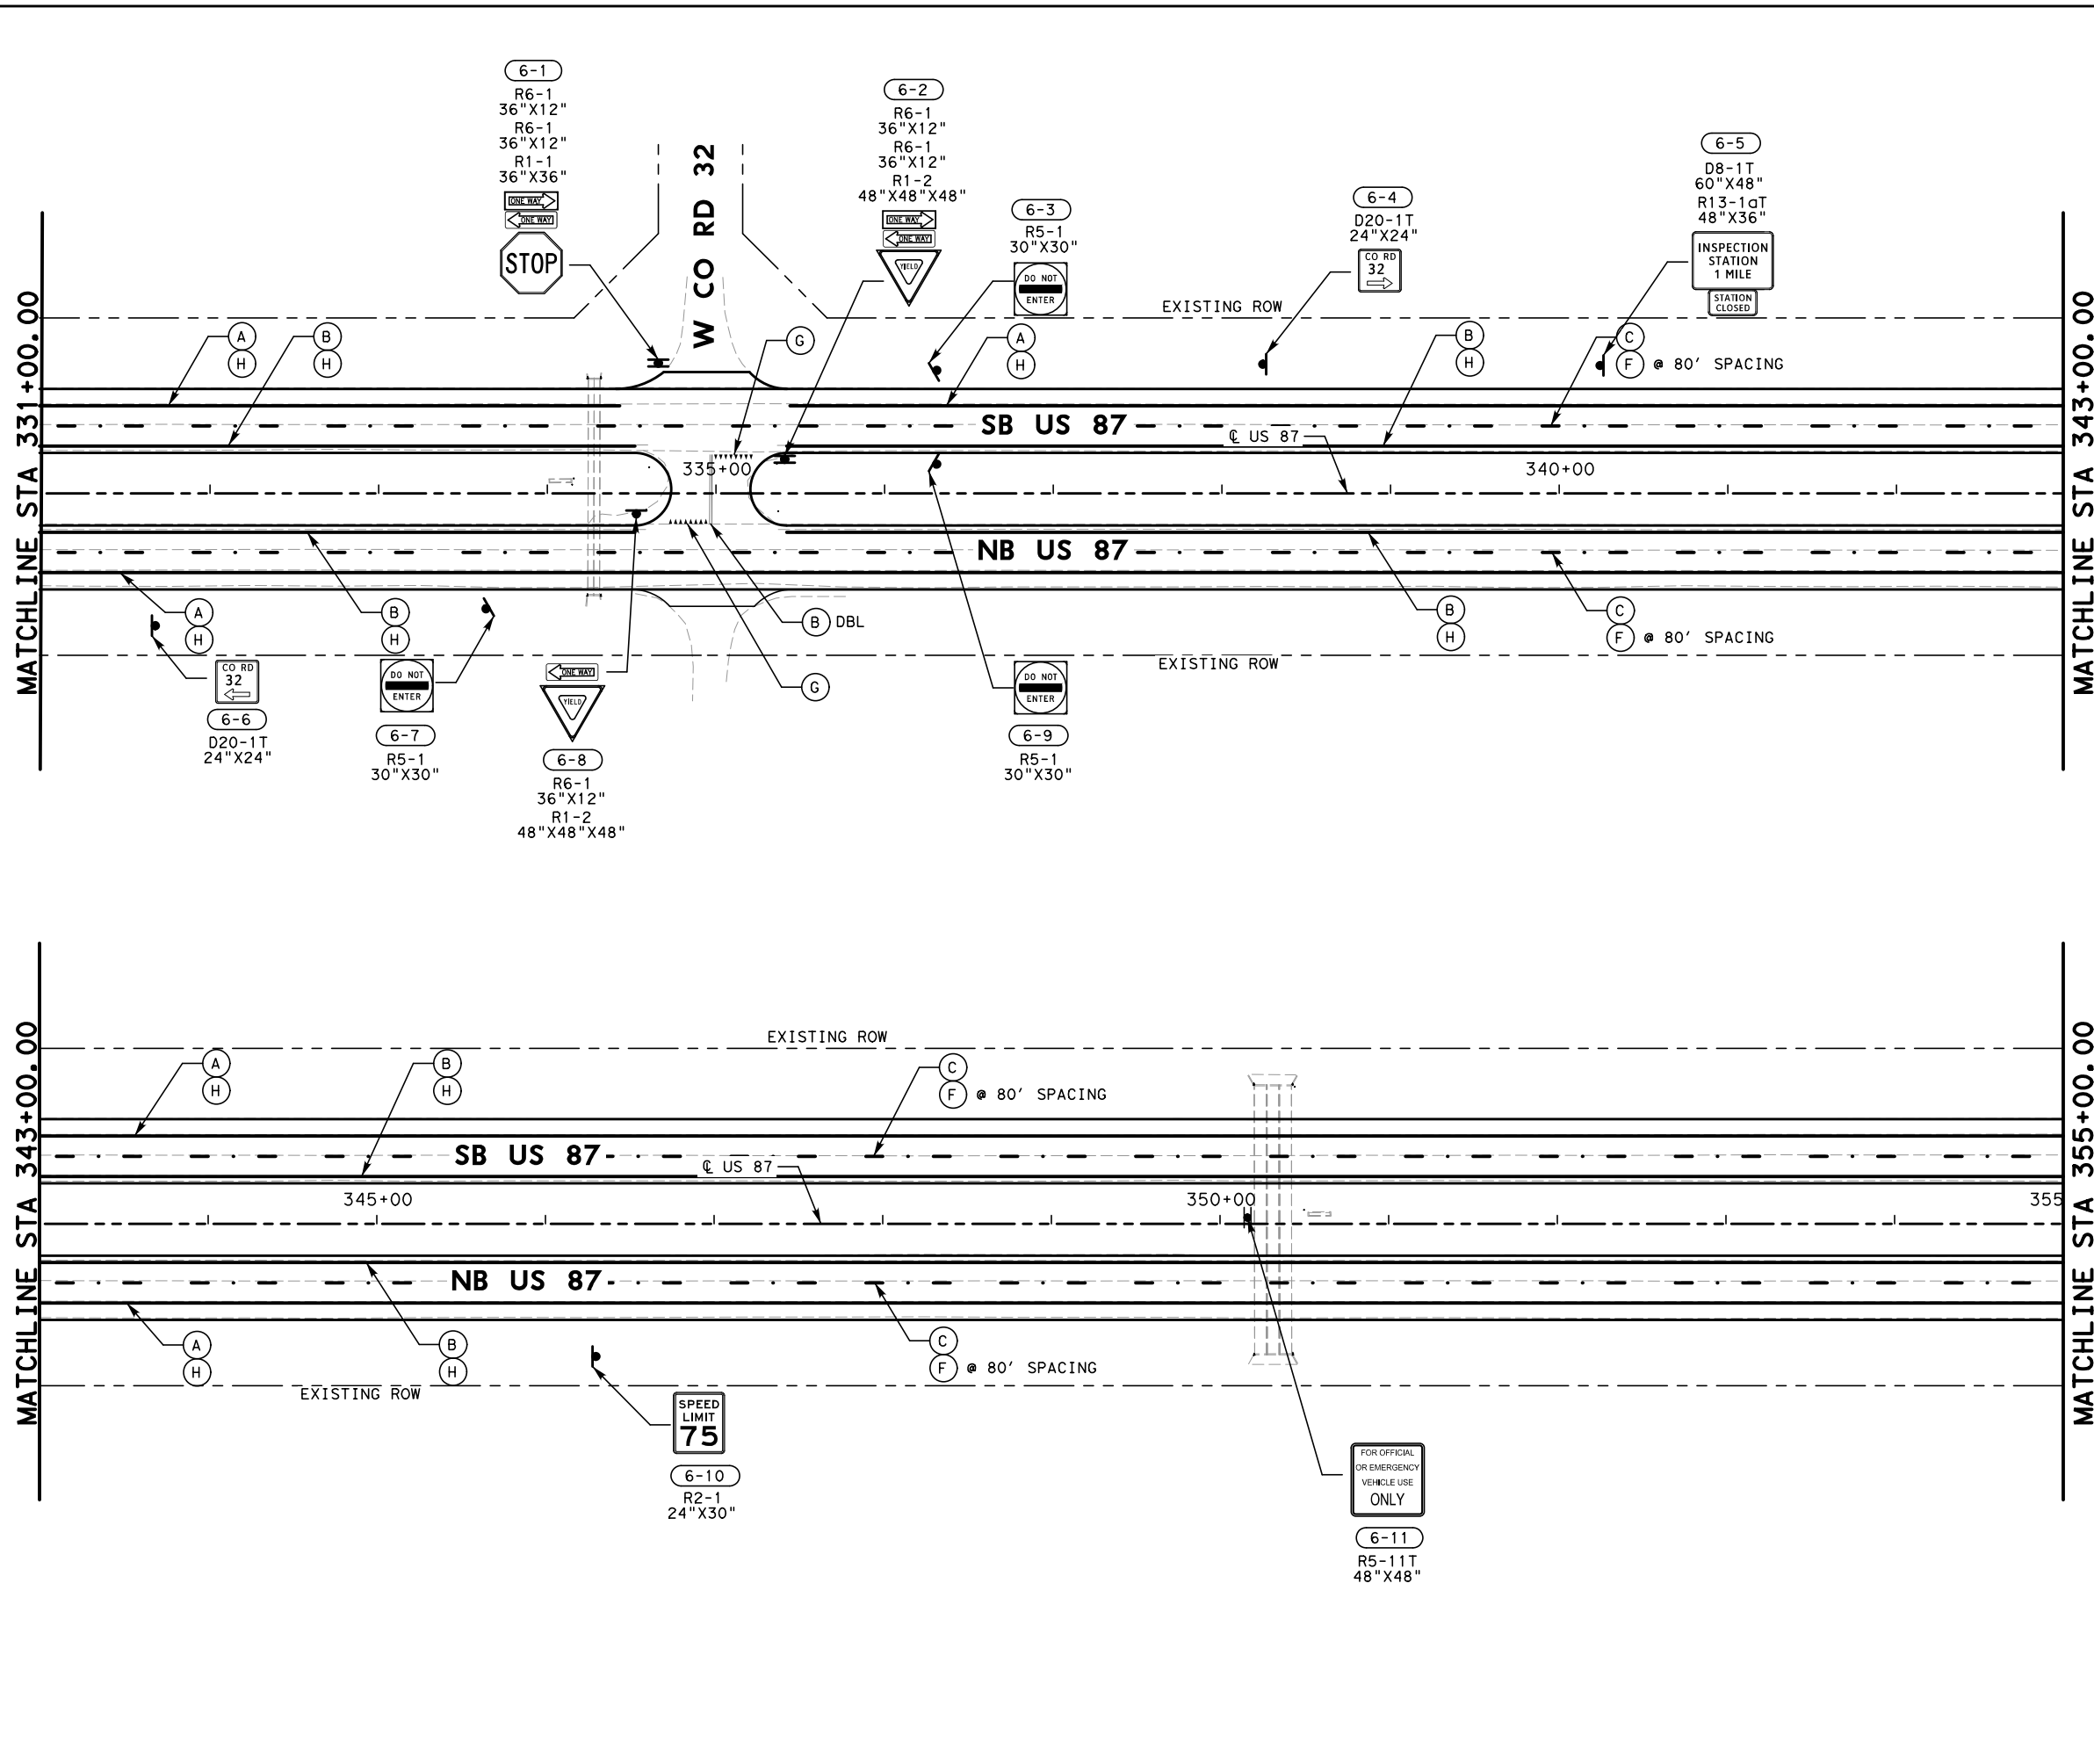 6-1
R6-1
36"X12"
R6-1
36"X12"
R1-1
36"X36"
ONE WAY
ONE WAY
STOP
W CO RD 32
6-2
R6-1
36"X12"
R6-1
36"X12"
R1-2
48"X48"X48"
ONE WAY
ONE WAY
YIELD
6-3
R5-1
30"X30"
DO NOT
ENTER
6-4
D20-1T
24"X24"
CO RD
32
6-5
D8-1T
60"X48"
R13-1aT
48"X36"
INSPECTION
STATION
1 MILE
STATION
CLOSED
EXISTING ROW
MATCHLINE STA 331+00.00
A
H
B
H
G
A
H
B
H
C
F @ 80' SPACING
SB US 87
℄ US 87
335+00
340+00
NB US 87
MATCHLINE STA 343+00.00
A
H
B
H
B DBL
G
B
H
C
F @ 80' SPACING
EXISTING ROW
CO RD
32
6-6
D20-1T
24"X24"
DO NOT
ENTER
6-7
R5-1
30"X30"
ONE WAY
YIELD
6-8
R6-1
36"X12"
R1-2
48"X48"X48"
DO NOT
ENTER
6-9
R5-1
30"X30"
MATCHLINE STA 343+00.00
EXISTING ROW
A
H
B
H
C
F @ 80' SPACING
SB US 87
℄ US 87
345+00
350+00
355
NB US 87
MATCHLINE STA 355+00.00
A
H
B
H
C
F @ 80' SPACING
EXISTING ROW
SPEED
LIMIT
75
6-10
R2-1
24"X30"
FOR OFFICIAL
OR EMERGENCY
VEHICLE USE
ONLY
6-11
R5-11T
48"X48"